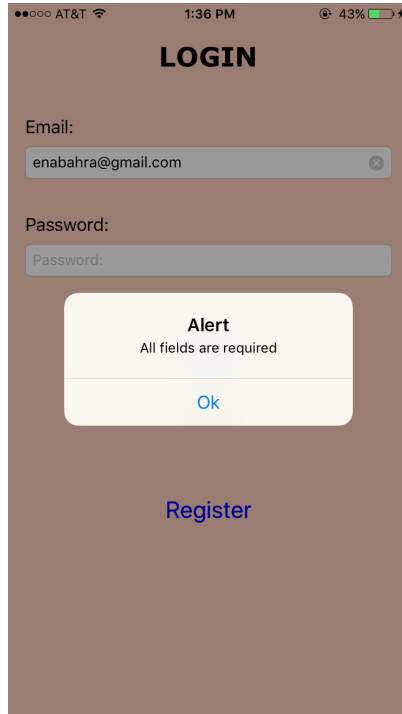 AT&T 1:36 PM 43%
LOGIN
Email:
enabahra@gmail.com
Password:
Password:
Alert
All fields are required
Ok
Register